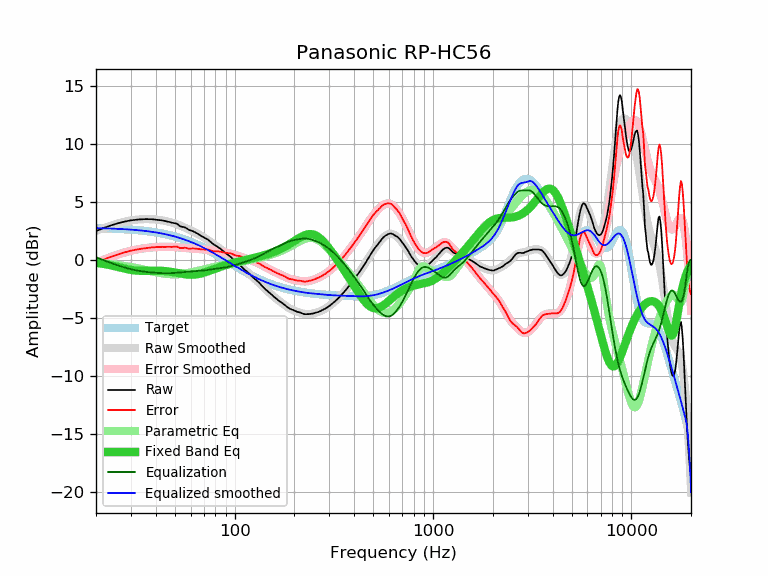 Panasonic RP-HC56
Amplitude (dBr)
15
10
5
0
−5
−10
−15
−20
Target
Raw Smoothed
Error Smoothed
Raw
Error
Parametric Eq
Fixed Band Eq
Equalization
Equalized smoothed
100 1000 10000
Frequency (Hz)